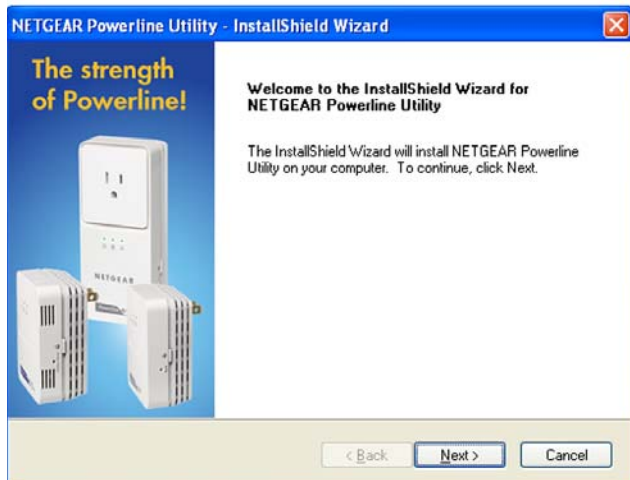 NETGEAR Powerline Utility - InstallShield Wizard
The strength
of Powerline!
NETGEAR
Welcome to the InstallShield Wizard for
NETGEAR Powerline Utility
The InstallShield Wizard will install NETGEAR Powerline
Utility on your computer. To continue, click Next.
< Back
Next >
Cancel